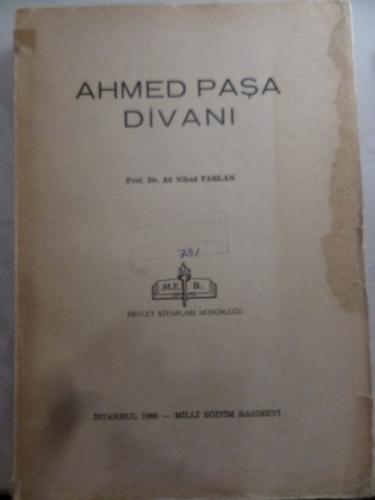 AHMED PAŞA
DİVANI
Prof. Dr. Ali Nihad TARLAN
781
M.E. B.
DEVLET KİTAPLARI MÜDÜRLÜĞÜ
İSTANBUL 1966 — MİLLÎ EĞİTİM BASIMEVİ